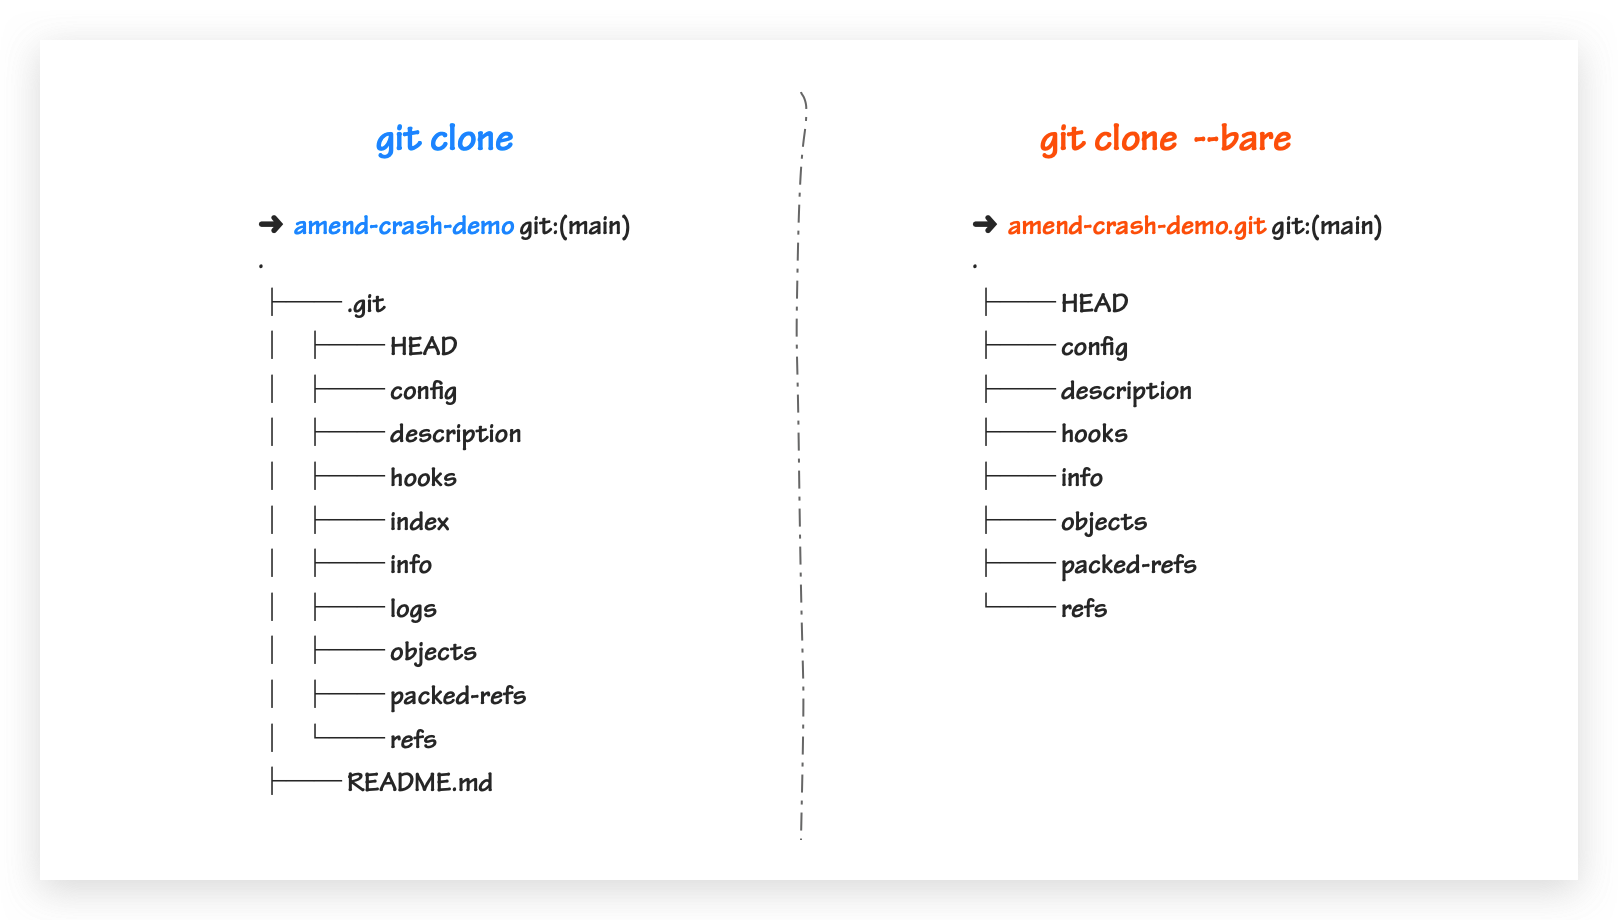 git clone
➜ amend-crash-demo git:(main)
.
├── .git
│ ├── HEAD
│ ├── config
│ ├── description
│ ├── hooks
│ ├── index
│ ├── info
│ ├── logs
│ ├── objects
│ ├── packed-refs
│ └── refs
├── README.md
git clone --bare
➜ amend-crash-demo.git git:(main)
.
├── HEAD
├── config
├── description
├── hooks
├── info
├── objects
├── packed-refs
└── refs